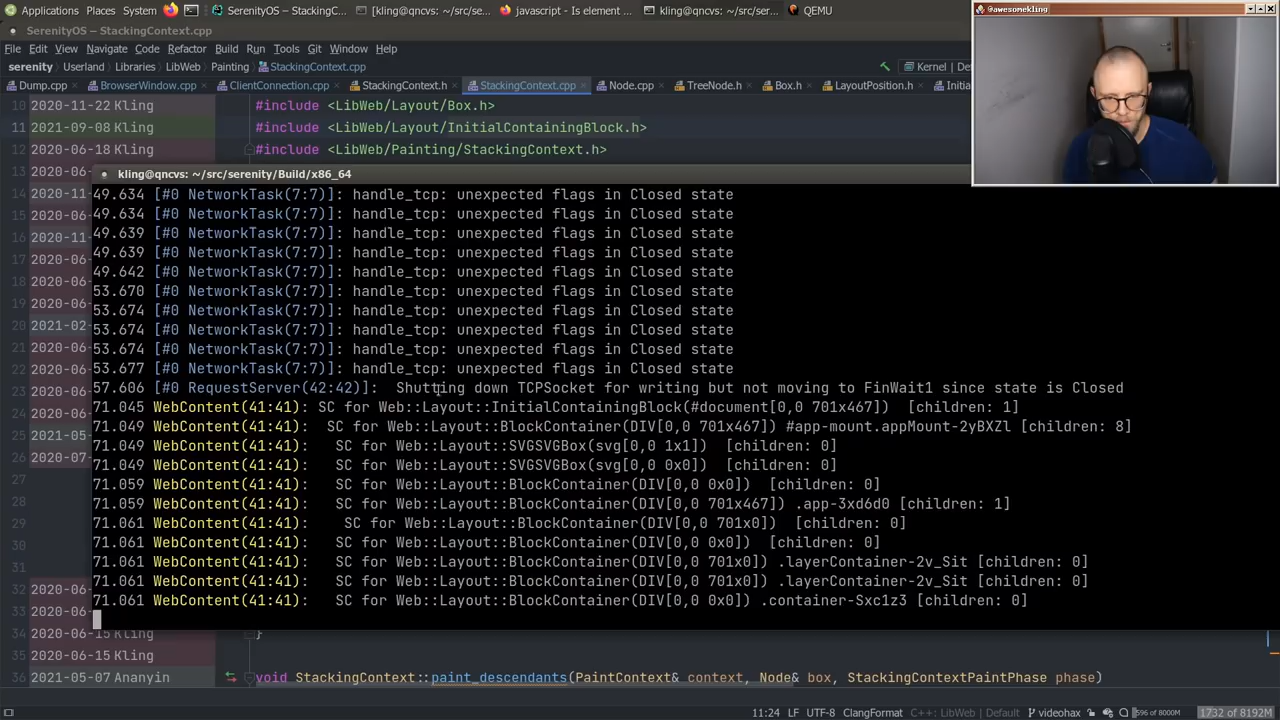 Applications Places System SerenityOS – StackingC... [kling@qncvs: ~/src/se... javascript - Is element ... kling@qncvs: ~/src/ser... QEMU
@awesomekling
SerenityOS – StackingContext.cpp
File Edit View Navigate Code Refactor Build Run Tools Git Window Help
serenity Userland Libraries LibWeb Painting StackingContext.cpp Kernel | De
Dump.cpp BrowserWindow.cpp ClientConnection.cpp StackingContext.h StackingContext.cpp Node.cpp TreeNode.h Box.h LayoutPosition.h Initia
10 2020-11-22 Kling #include <LibWeb/Layout/Box.h>
11 2021-09-08 Kling #include <LibWeb/Layout/InitialContainingBlock.h>
12 2020-06-18 Kling #include <LibWeb/Painting/StackingContext.h>
kling@qncvs: ~/src/serenity/Build/x86_64
49.634 [#0 NetworkTask(7:7)]: handle_tcp: unexpected flags in Closed state
49.634 [#0 NetworkTask(7:7)]: handle_tcp: unexpected flags in Closed state
49.639 [#0 NetworkTask(7:7)]: handle_tcp: unexpected flags in Closed state
49.639 [#0 NetworkTask(7:7)]: handle_tcp: unexpected flags in Closed state
49.642 [#0 NetworkTask(7:7)]: handle_tcp: unexpected flags in Closed state
53.670 [#0 NetworkTask(7:7)]: handle_tcp: unexpected flags in Closed state
53.674 [#0 NetworkTask(7:7)]: handle_tcp: unexpected flags in Closed state
53.674 [#0 NetworkTask(7:7)]: handle_tcp: unexpected flags in Closed state
53.674 [#0 NetworkTask(7:7)]: handle_tcp: unexpected flags in Closed state
53.677 [#0 NetworkTask(7:7)]: handle_tcp: unexpected flags in Closed state
57.606 [#0 RequestServer(42:42)]: Shutting down TCPSocket for writing but not moving to FinWait1 since state is Closed
71.045 WebContent(41:41): SC for Web::Layout::InitialContainingBlock(#document[0,0 701x467]) [children: 1]
71.049 WebContent(41:41): SC for Web::Layout::BlockContainer(DIV[0,0 701x467]) #app-mount.appMount-2yBXZl [children: 8]
71.049 WebContent(41:41): SC for Web::Layout::SVGSVGBox(svg[0,0 1x1]) [children: 0]
71.049 WebContent(41:41): SC for Web::Layout::SVGSVGBox(svg[0,0 0x0]) [children: 0]
71.059 WebContent(41:41): SC for Web::Layout::BlockContainer(DIV[0,0 0x0]) [children: 0]
71.059 WebContent(41:41): SC for Web::Layout::BlockContainer(DIV[0,0 701x467]) .app-3xd6d0 [children: 1]
71.061 WebContent(41:41): SC for Web::Layout::BlockContainer(DIV[0,0 701x0]) [children: 0]
71.061 WebContent(41:41): SC for Web::Layout::BlockContainer(DIV[0,0 0x0]) [children: 0]
71.061 WebContent(41:41): SC for Web::Layout::BlockContainer(DIV[0,0 701x0]) .layerContainer-2v_Sit [children: 0]
71.061 WebContent(41:41): SC for Web::Layout::BlockContainer(DIV[0,0 701x0]) .layerContainer-2v_Sit [children: 0]
71.061 WebContent(41:41): SC for Web::Layout::BlockContainer(DIV[0,0 0x0]) .container-Sxc1z3 [children: 0]
34 2020-06-15 Kling }
35 2020-06-15 Kling
36 2021-05-07 Ananyin void StackingContext::paint_descendants(PaintContext& context, Node& box, StackingContextPaintPhase phase)
11:24 LF UTF-8 ClangFormat C++: LibWeb | Default videohax 596 of 8000M 1732 of 8192M